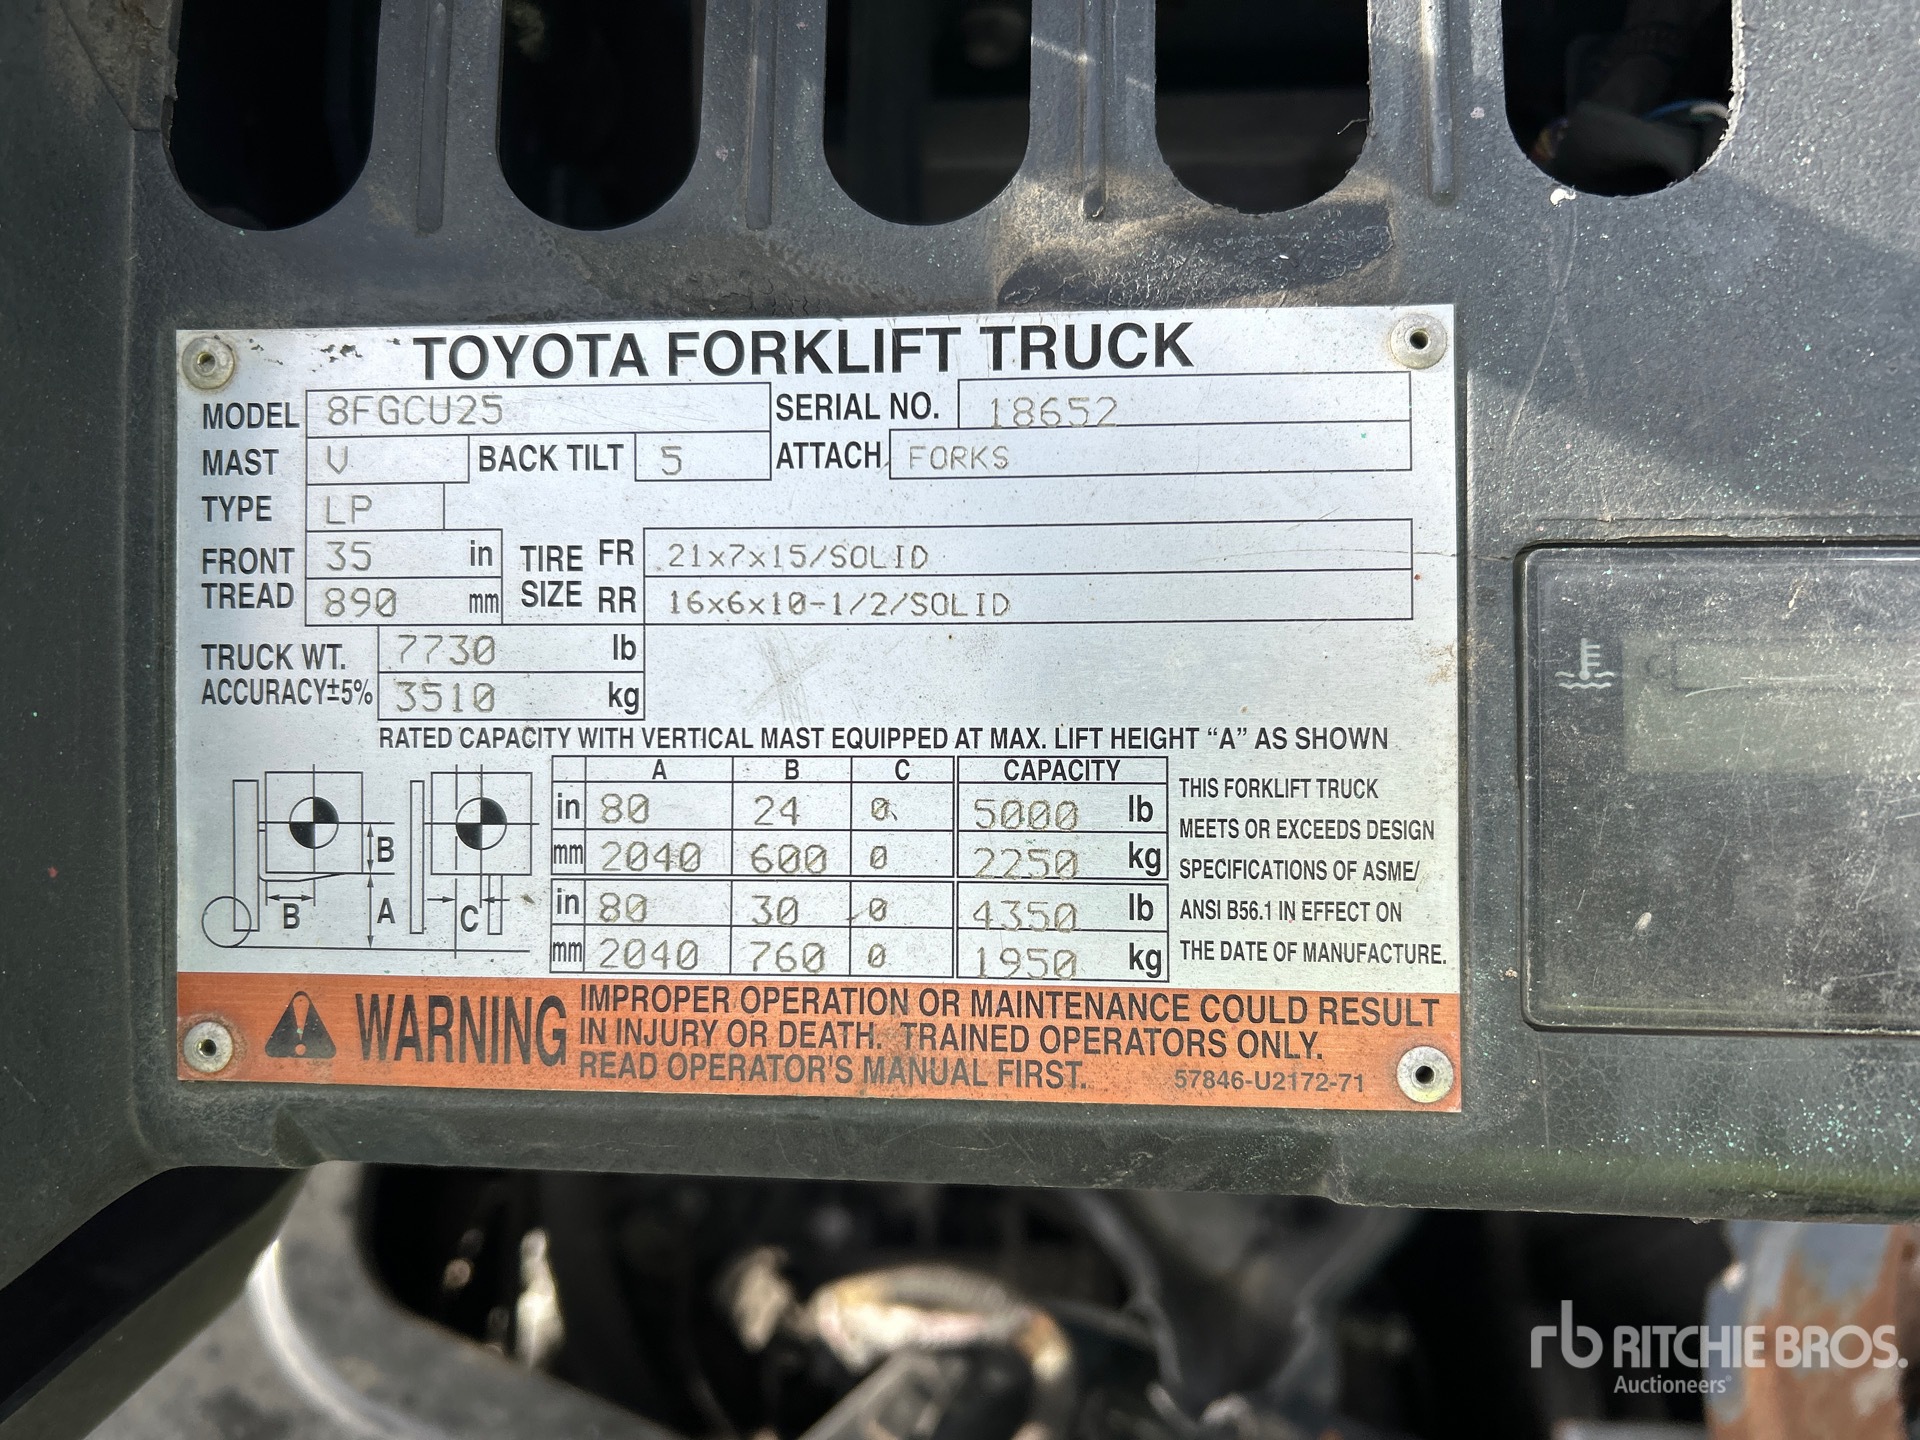 TOYOTA FORKLIFT TRUCK
MODEL 8FGCU25 SERIAL NO. 18652
MAST V BACK TILT 5 ATTACH. FORKS
TYPE LP
FRONT TREAD 35 in TIRE SIZE FR 21x7x15/SOLID
890 mm RR 16x6x10-1/2/SOLID
TRUCK WT. 7730 lb
ACCURACY±5% 3510 kg
RATED CAPACITY WITH VERTICAL MAST EQUIPPED AT MAX. LIFT HEIGHT "A" AS SHOWN
A B C CAPACITY
in 80 24 0 5000 lb
mm 2040 600 0 2250 kg
in 80 30 0 4350 lb
mm 2040 760 0 1950 kg
B
B A C
THIS FORKLIFT TRUCK
MEETS OR EXCEEDS DESIGN
SPECIFICATIONS OF ASME/
ANSI B56.1 IN EFFECT ON
THE DATE OF MANUFACTURE.
WARNING
IMPROPER OPERATION OR MAINTENANCE COULD RESULT
IN INJURY OR DEATH. TRAINED OPERATORS ONLY.
READ OPERATOR'S MANUAL FIRST. 57846-U2172-71
rb RITCHIE BROS.
Auctioneers